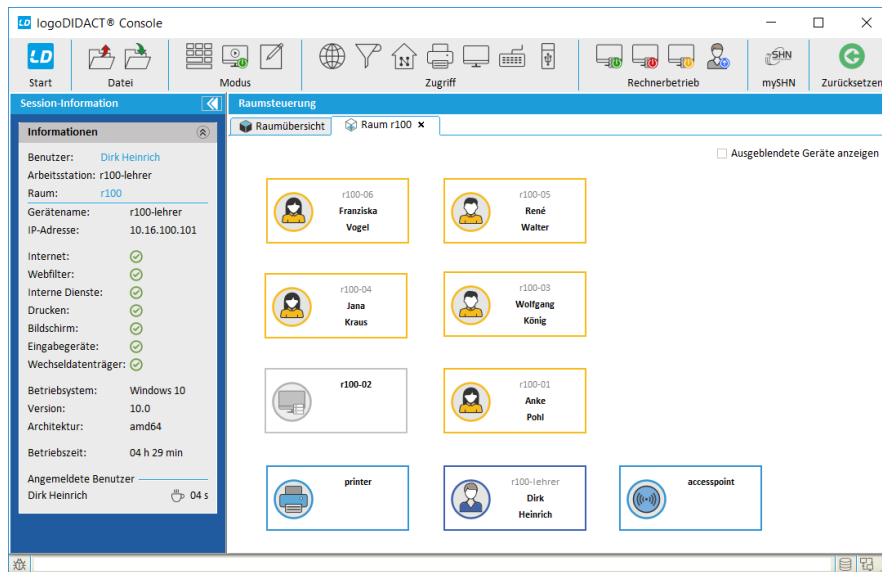 LD logoDIDACT® Console
LD
N
SHN
Start Datei Modus Zugriff Rechnerbetrieb mySHN Zurücksetzen
Session-Information
Raumsteuerung
Informationen
Benutzer: Dirk Heinrich
Arbeitsstation: r100-lehrer
Raum: r100
Gerätename: r100-lehrer
IP-Adresse: 10.16.100.101
Internet:
Webfilter:
Interne Dienste:
Drucken:
Bildschirm:
Eingabegeräte:
Wechseldatenträger:
Betriebsystem: Windows 10
Version: 10.0
Architektur: amd64
Betriebszeit: 04 h 29 min
Angemeldete Benutzer
Dirk Heinrich 04 s
Raumübersicht Raum r100 ×
Ausgeblendete Geräte anzeigen
r100-06
Franziska
Vogel
r100-05
René
Walter
r100-04
Jana
Kraus
r100-03
Wolfgang
König
r100-02
r100-01
Anke
Pohl
printer
r100-lehrer
Dirk
Heinrich
accesspoint